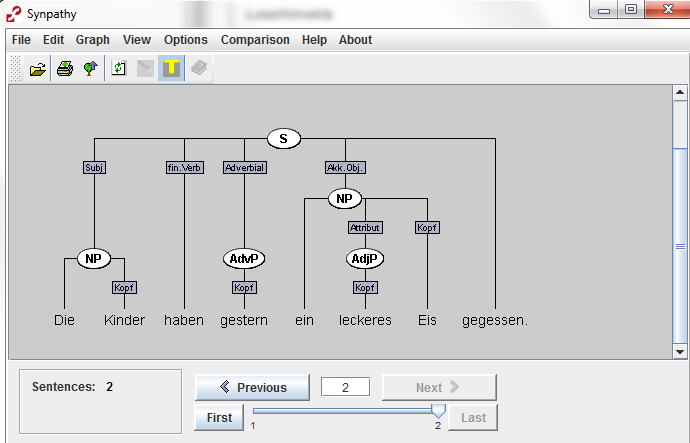 Synpathy
File Edit Graph View Options Comparison Help About
T
S
Subj fin.Verb Adverbial Akk.Obj.
NP
Attribut Kopf
NP AdvP AdjP
Kopf Kopf Kopf
Die Kinder haben gestern ein leckeres Eis gegessen.
Sentences: 2
Previous 2 Next
First 1 2 Last